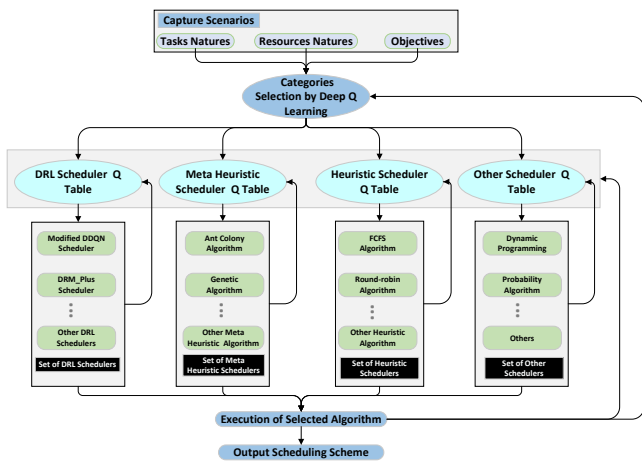 Capture Scenarios
Tasks Natures
Resources Natures
Objectives
Categories
Selection by Deep Q
Learning
DRL Scheduler Q
Table
Meta Heuristic
Scheduler Q Table
Heuristic Scheduler
Q Table
Other Scheduler Q
Table
Modified DDQN
Scheduler
DRM_Plus
Scheduler
Other DRL
Schedulers
Set of DRL Schedulers
Ant Colony
Algorithm
Genetic
Algorithm
Other Meta
Heuristic Algorithm
Set of Meta
Heuristic Schedulers
FCFS
Algorithm
Round-robin
Algorithm
Other Heuristic
Algorithm
Set of Heuristic
Schedulers
Dynamic
Programming
Probability
Algorithm
Others
Set of Other
Schedulers
Execution of Selected Algorithm
Output Scheduling Scheme